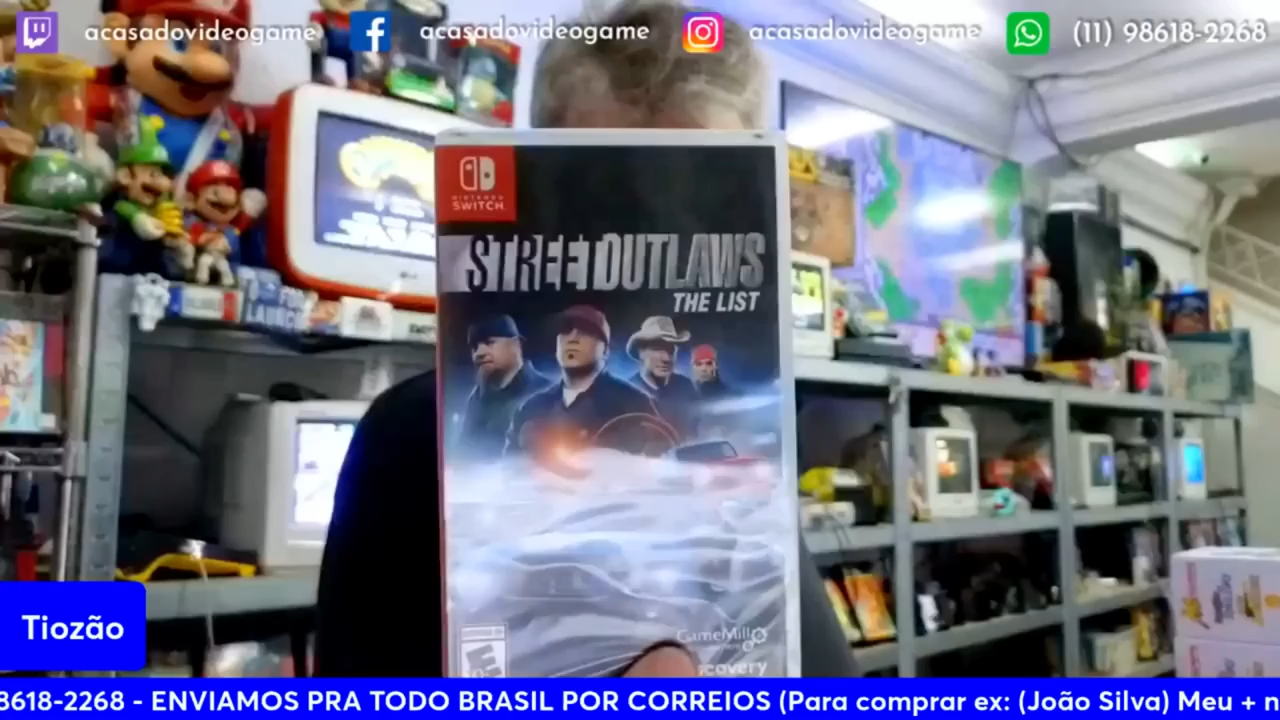 acasadovideogame
acasadovideogame
acasadovideogame
(11) 98618-2268
NINTENDO
SWITCH
STREET OUTLAWS
THE LIST
GameMill
Tiozão
98618-2268 - ENVIAMOS PRA TODO BRASIL POR CORREIOS (Para comprar ex: (João Silva) Meu + n